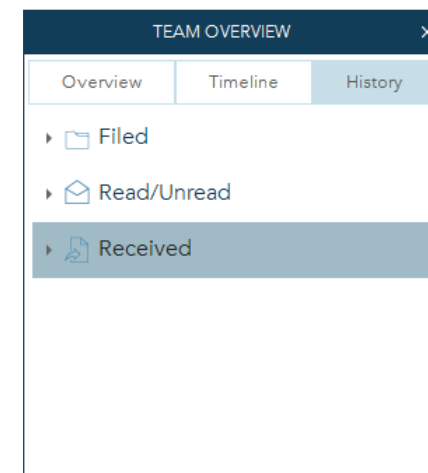 TEAM OVERVIEW
Overview Timeline History
Filed
Read/Unread
Received